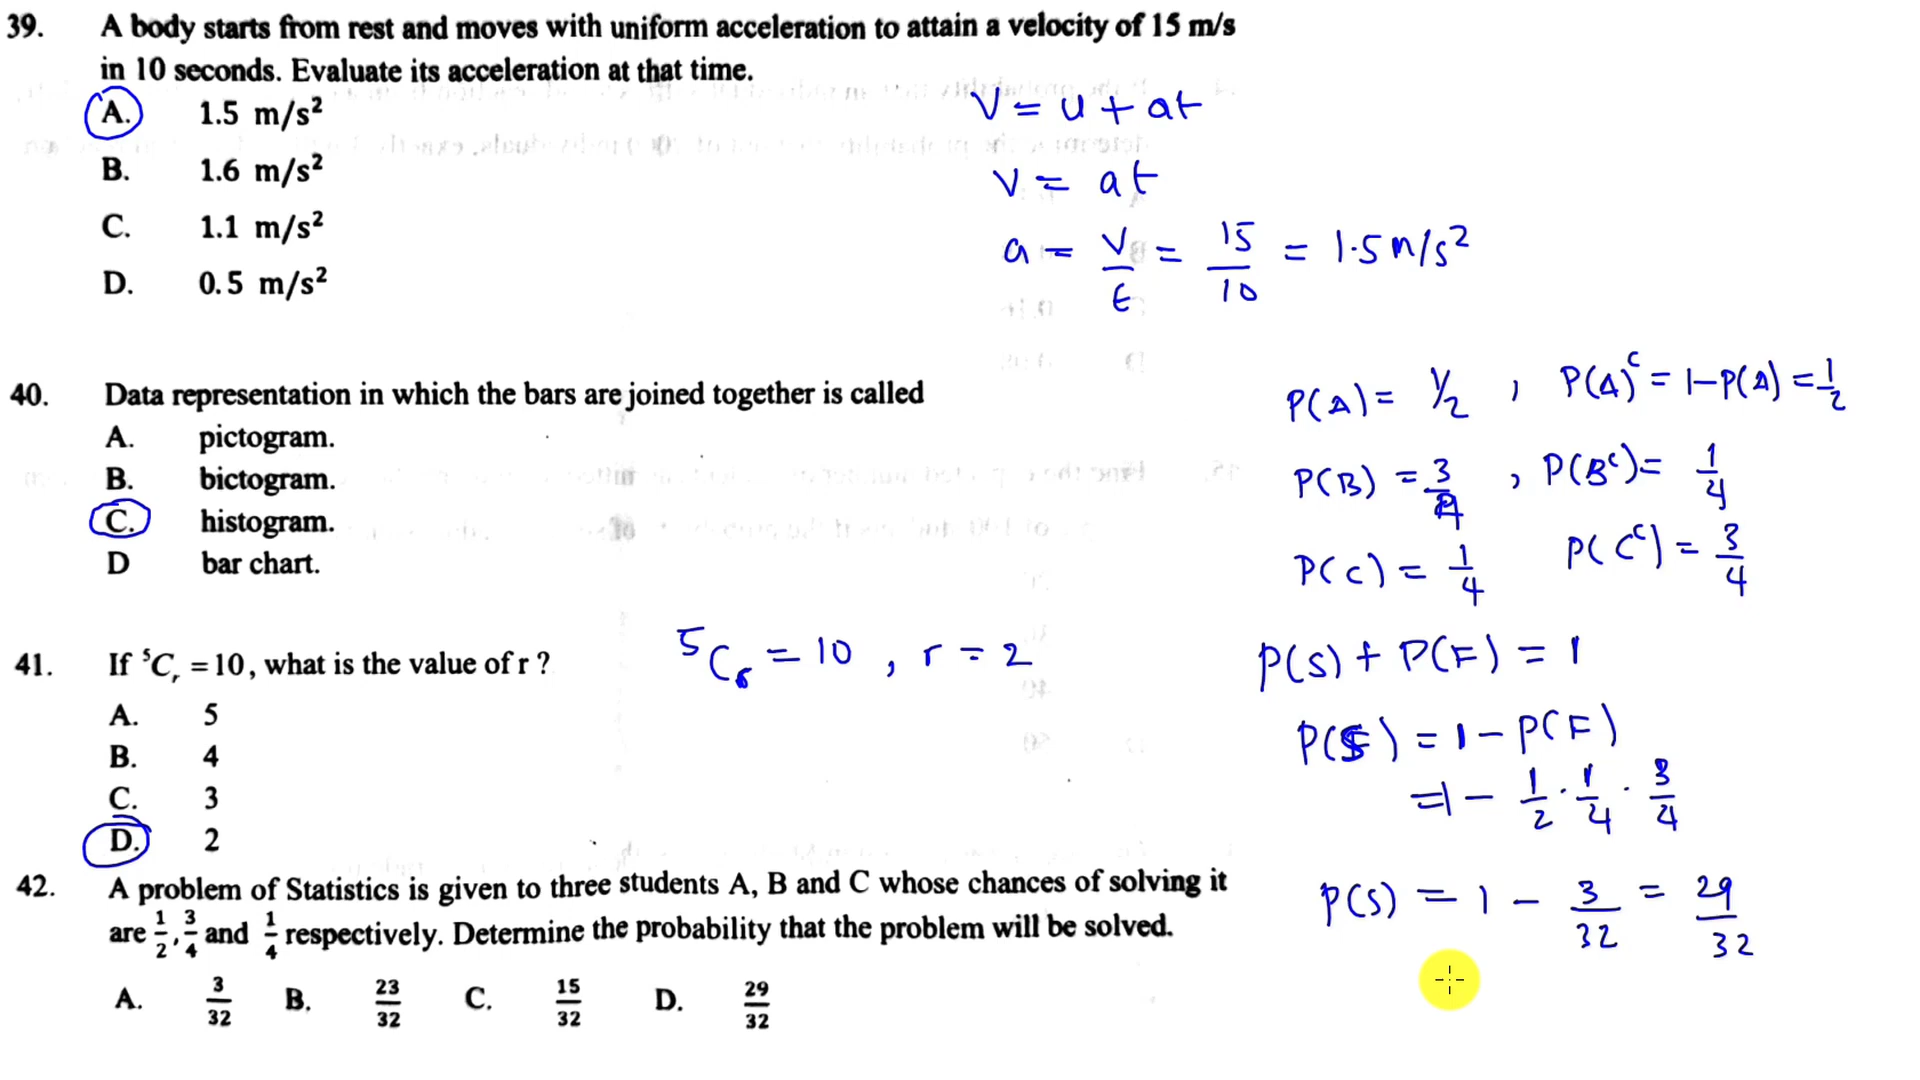 39. A body starts from rest and moves with uniform acceleration to attain a velocity of 15 m/s
in 10 seconds. Evaluate its acceleration at that time.
A. 1.5 m/s²
B. 1.6 m/s²
C. 1.1 m/s²
D. 0.5 m/s²
V = u + at
V = at
a = V/t = 15/10 = 1.5 m/s²
40. Data representation in which the bars are joined together is called
A. pictogram.
B. bictogram.
C. histogram.
D bar chart.
P(A) = 1/2 , P(A)ᶜ = 1-P(A) = 1/2
P(B) = 3/4 , P(Bᶜ) = 1/4
P(C) = 1/4 P(Cᶜ) = 3/4
41. If ⁵Cᵣ = 10, what is the value of r ?
A. 5
B. 4
C. 3
D. 2
⁵Cᵣ = 10 , r = 2
P(S) + P(F) = 1
P(S) = 1 - P(F)
=1 - 1/2 · 1/4 · 3/4
P(S) = 1 - 3/32 = 29/32
42. A problem of Statistics is given to three students A, B and C whose chances of solving it
are 1/2, 3/4 and 1/4 respectively. Determine the probability that the problem will be solved.
A. 3/32 B. 23/32 C. 15/32 D. 29/32